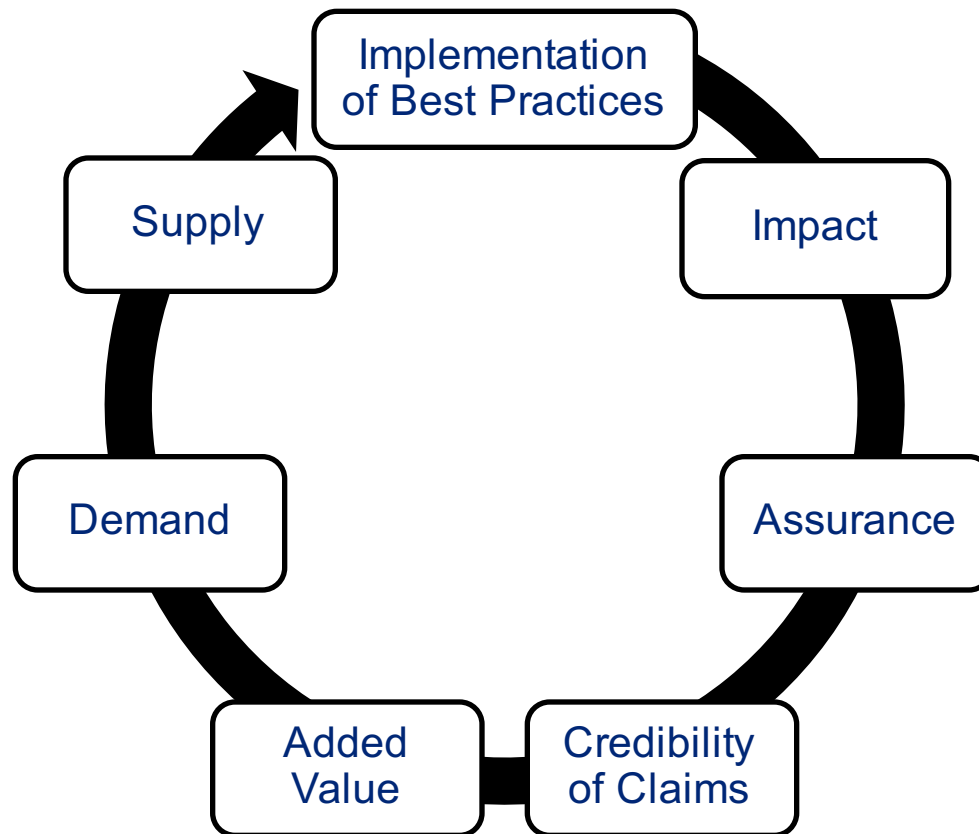 Implementation
of Best Practices
Impact
Assurance
Credibility
of Claims
Added
Value
Demand
Supply